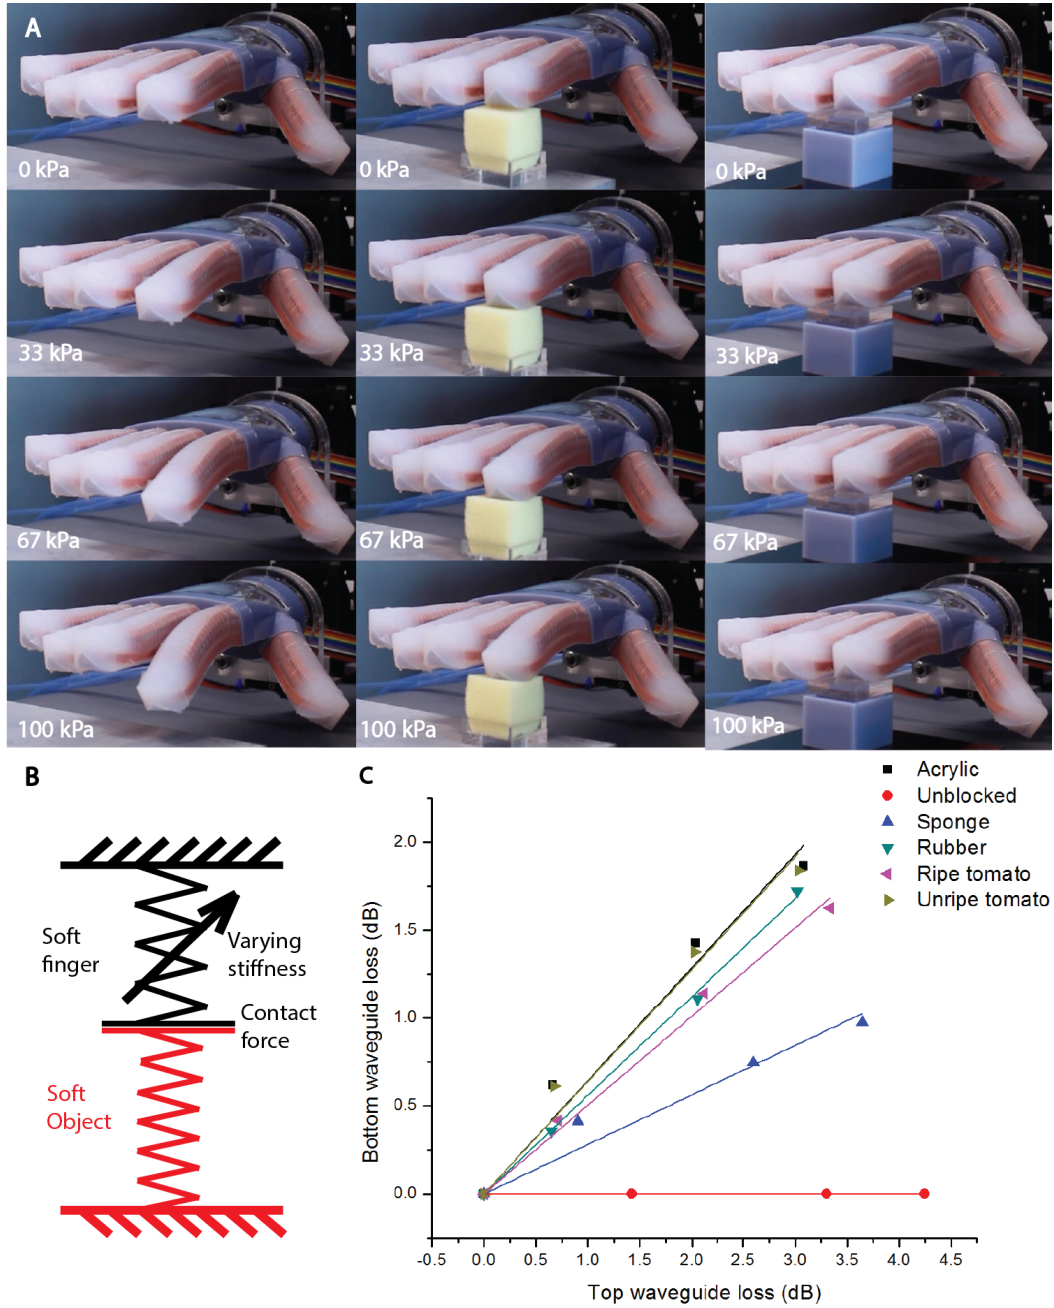 A
0 kPa
0 kPa
0 kPa
33 kPa
33 kPa
33 kPa
67 kPa
67 kPa
67 kPa
100 kPa
100 kPa
100 kPa
B
Soft
finger
Varying
stiffness
Contact
force
Soft
Object
C
Acrylic
Unblocked
Sponge
Rubber
Ripe tomato
Unripe tomato
Bottom waveguide loss (dB)
2.0
1.5
1.0
0.5
0.0
-0.5 0.0 0.5 1.0 1.5 2.0 2.5 3.0 3.5 4.0 4.5
Top waveguide loss (dB)